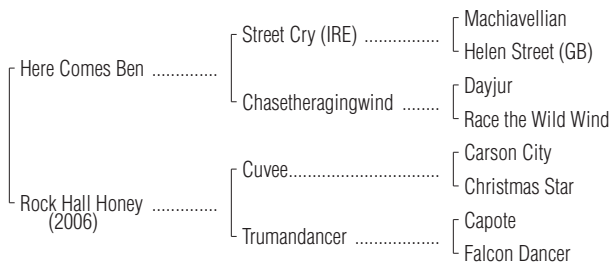 Machiavellian
Street Cry (IRE) ................
Helen Street (GB)
Here Comes Ben ..............
Dayjur
Chasetheragingwind ........
Race the Wild Wind
Carson City
Cuvee.................................
Christmas Star
Rock Hall Honey ..............
(2006)
Capote
Trumandancer ..................
Falcon Dancer